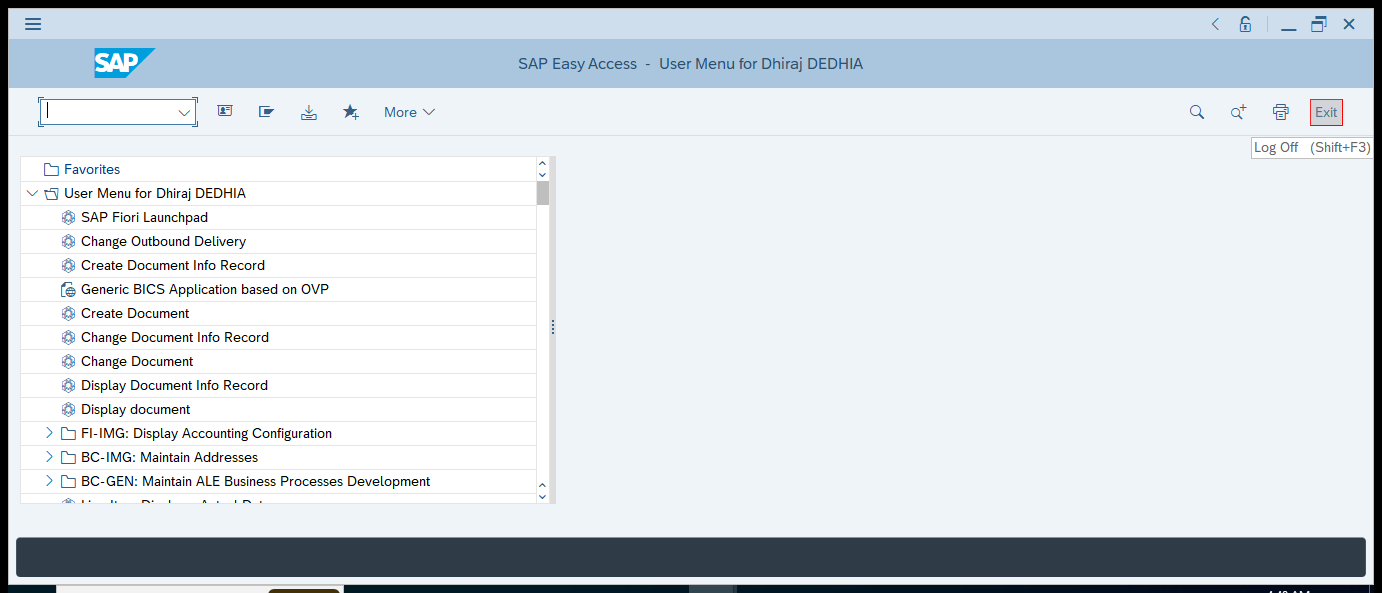 SAP
SAP Easy Access - User Menu for Dhiraj DEDHIA
More
Exit
Log Off (Shift+F3)
Favorites
User Menu for Dhiraj DEDHIA
SAP Fiori Launchpad
Change Outbound Delivery
Create Document Info Record
Generic BICS Application based on OVP
Create Document
Change Document Info Record
Change Document
Display Document Info Record
Display document
FI-IMG: Display Accounting Configuration
BC-IMG: Maintain Addresses
BC-GEN: Maintain ALE Business Processes Development